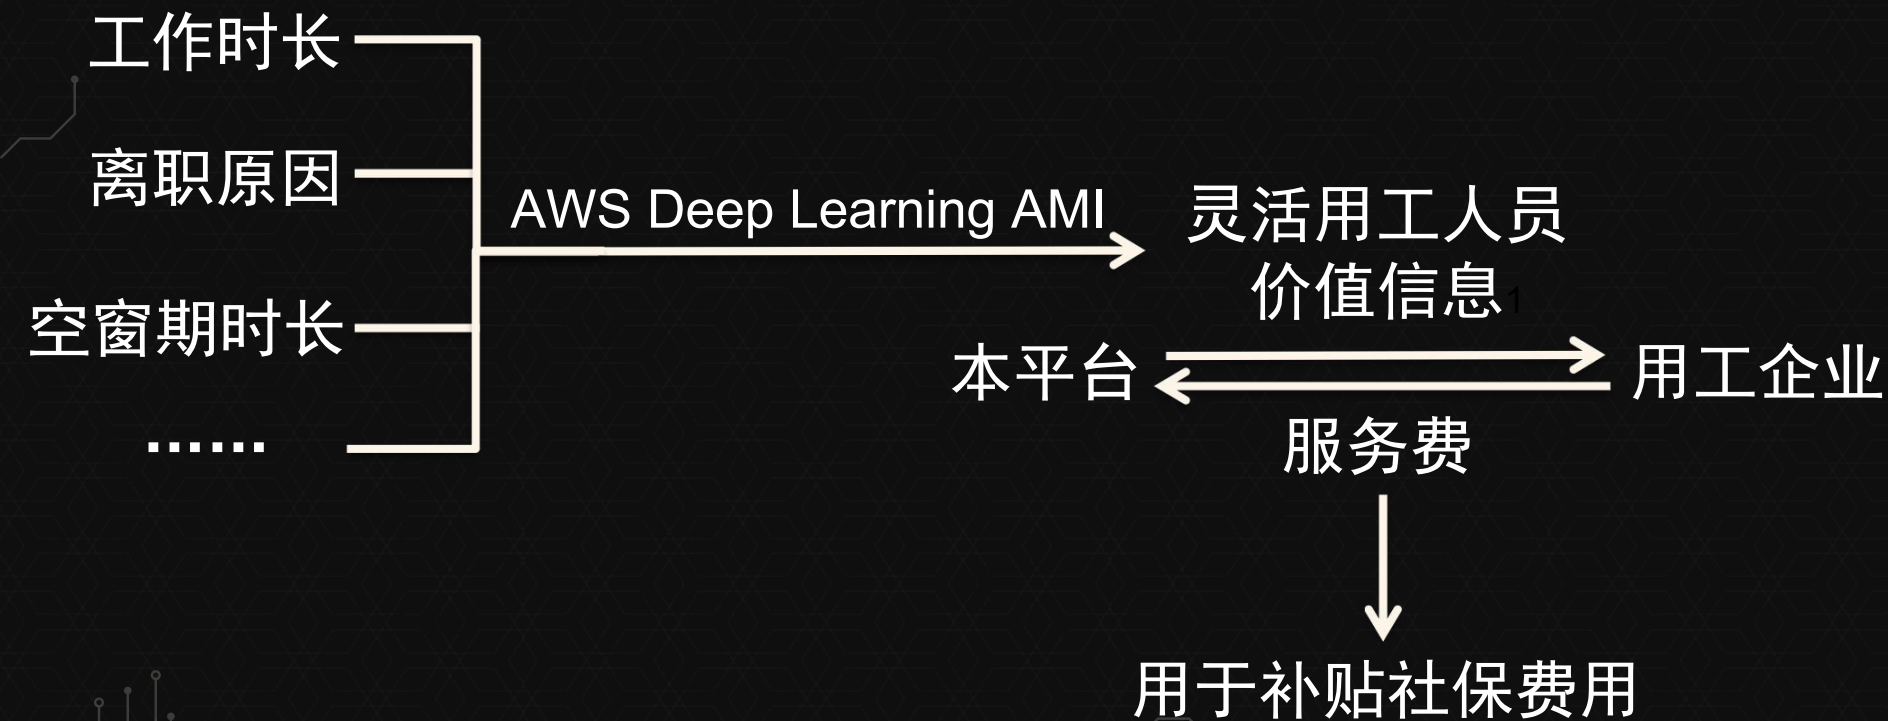 工作时长
离职原因
空窗期时长
······
AWS Deep Learning AMI
灵活用工人员
价值信息1
本平台
用工企业
服务费
用于补贴社保费用